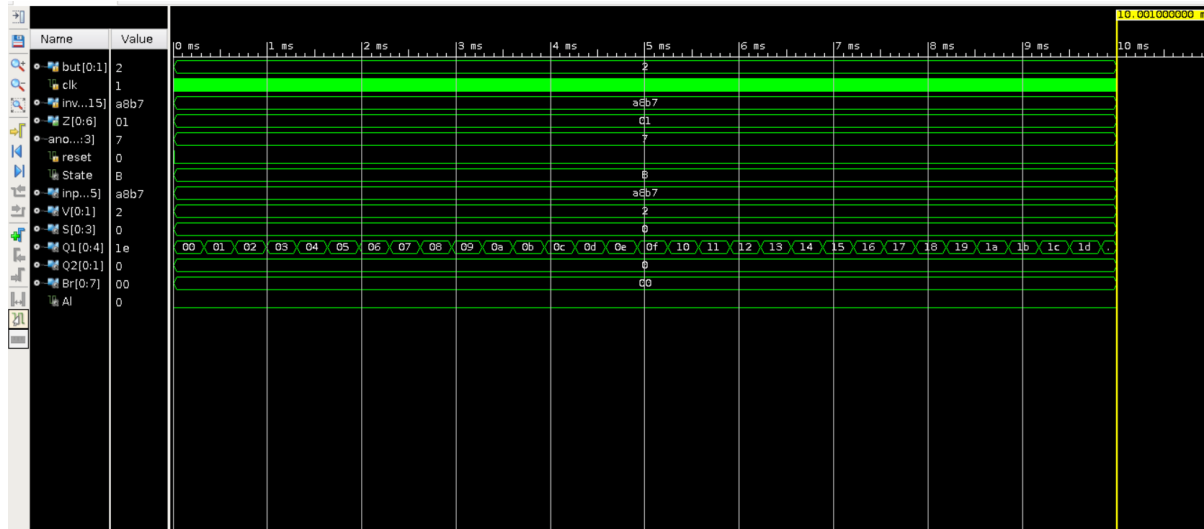 10.001000000 m
Name Value
0 ms 1 ms 2 ms 3 ms 4 ms 5 ms 6 ms 7 ms 8 ms 9 ms 10 ms
but[0:1] 2 2
clk 1
inv...15] a8b7 a8b7
Z[0:6] 01 01
ano...:3] 7 7
reset 0
State B B
inp...5] a8b7 a8b7
V[0:1] 2 2
S[0:3] 0 0
Q1[0:4] 1e 00 01 02 03 04 05 06 07 08 09 0a 0b 0c 0d 0e 0f 10 11 12 13 14 15 16 17 18 19 1a 1b 1c 1d .
Q2[0:1] 0 0
Br[0:7] 00 00
Al 0